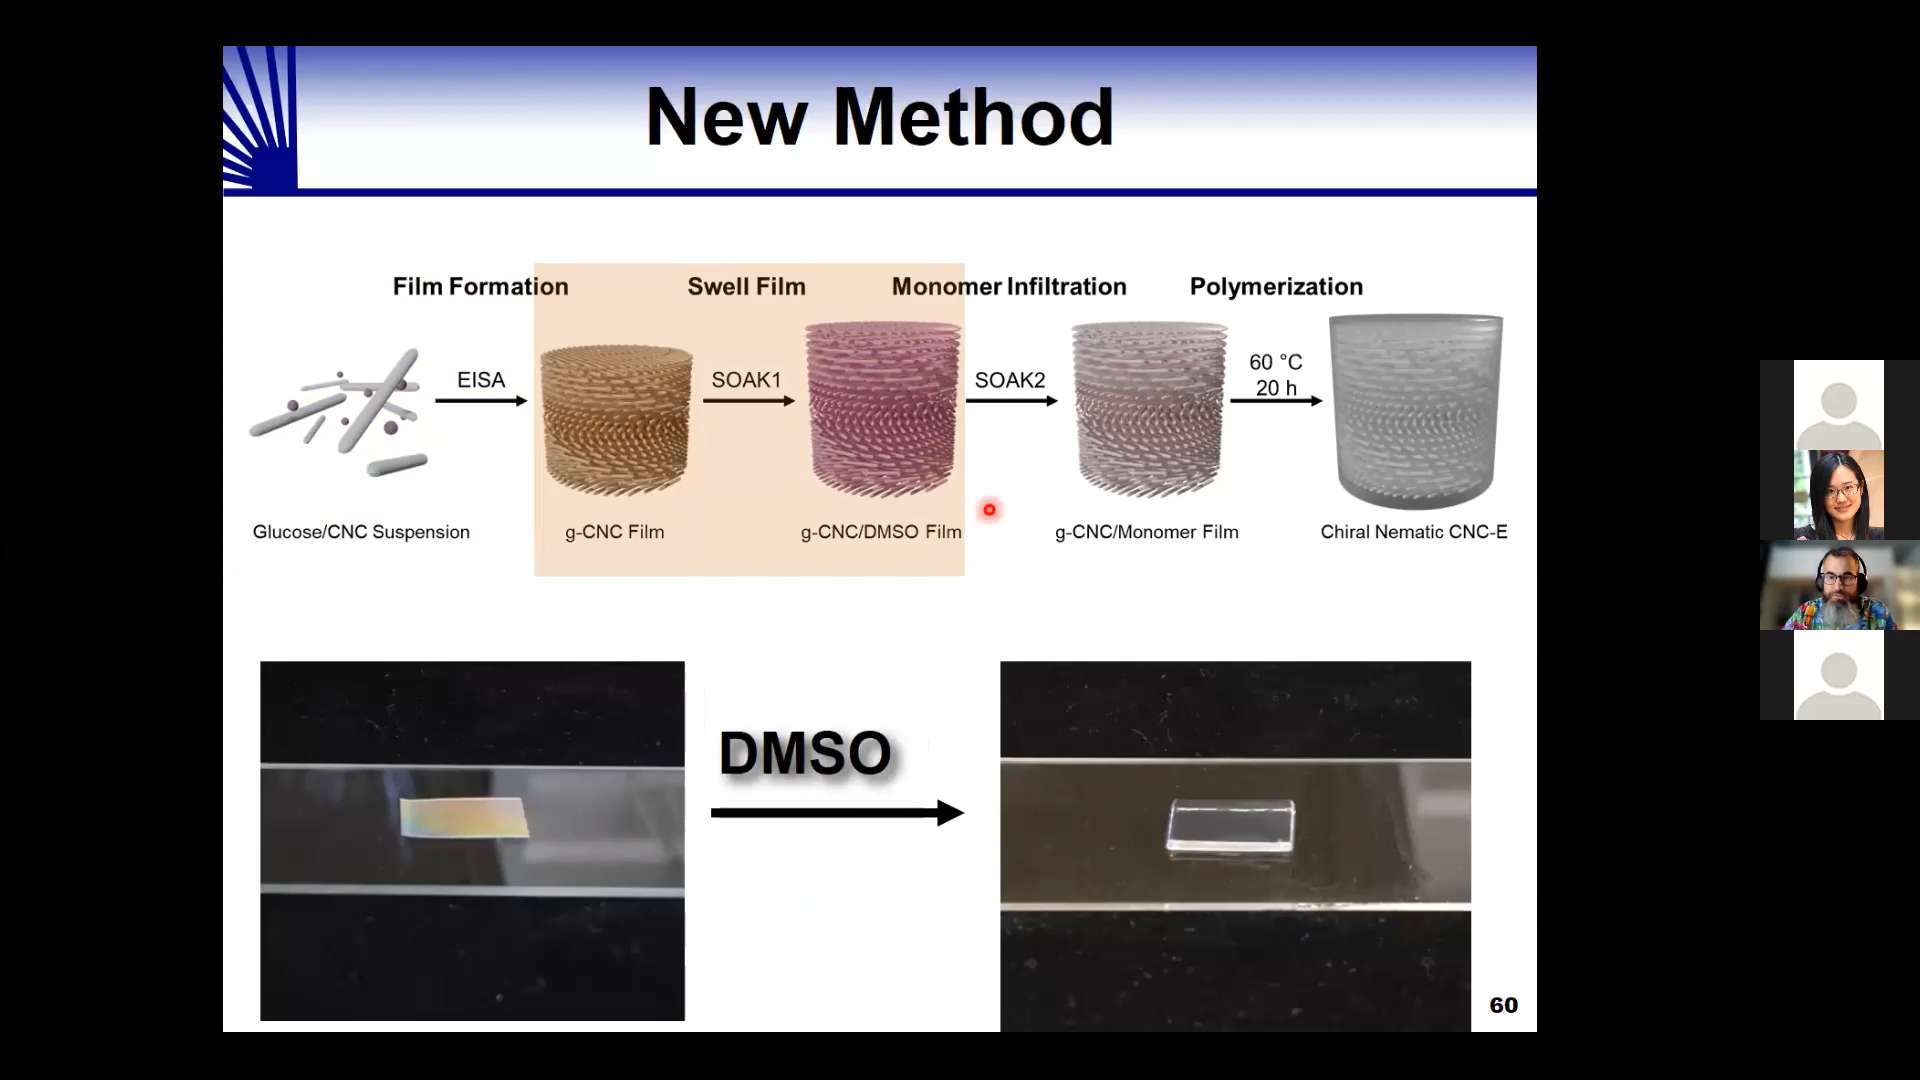 New Method
Film Formation
Swell Film
Monomer Infiltration
Polymerization
EISA
SOAK1
SOAK2
60 °C
20 h
Glucose/CNC Suspension
g-CNC Film
g-CNC/DMSO Film
g-CNC/Monomer Film
Chiral Nematic CNC-E
DMSO
60